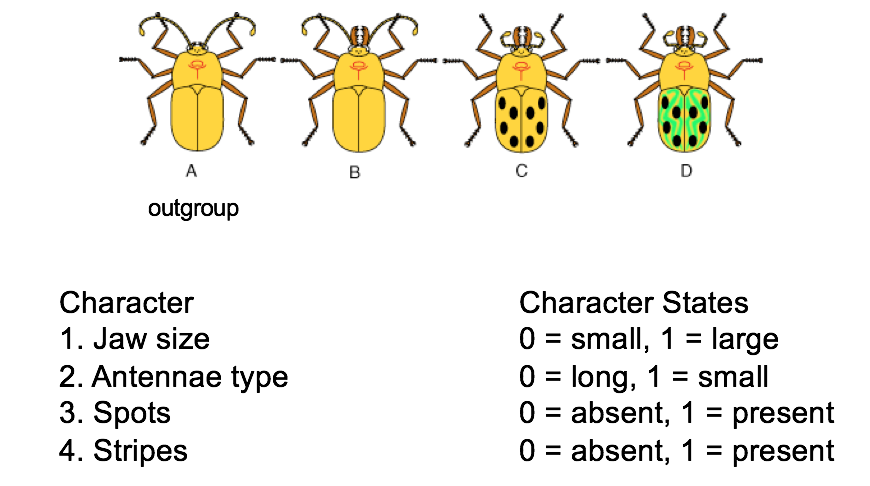 A B C D
outgroup
Character Character States
1. Jaw size 0 = small, 1 = large
2. Antennae type 0 = long, 1 = small
3. Spots 0 = absent, 1 = present
4. Stripes 0 = absent, 1 = present